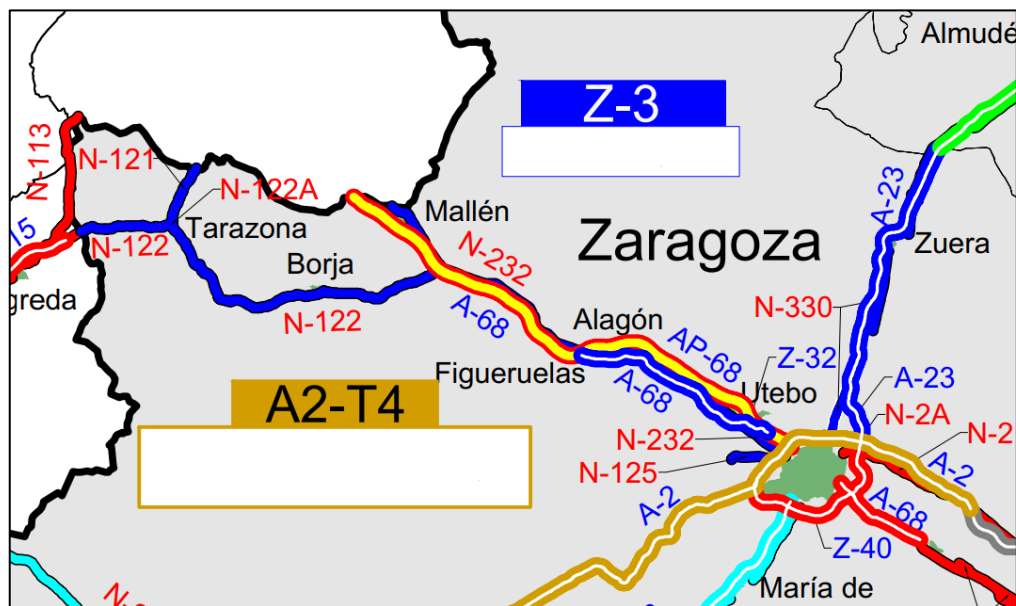 Almudé
Z-3
N-113
N-121
N-122A
A-23
Mallén
Tarazona
Zaragoza
15
N-122
Borja
N-232
Zuera
greda
N-122
A-68
Alagón
N-330
AP-68
Z-32
Figueruelas
A-68
Utebo
A-23
A2-T4
N-2A
N-232
N-2
N-125
A-2
A-2
A-68
Z-40
María de